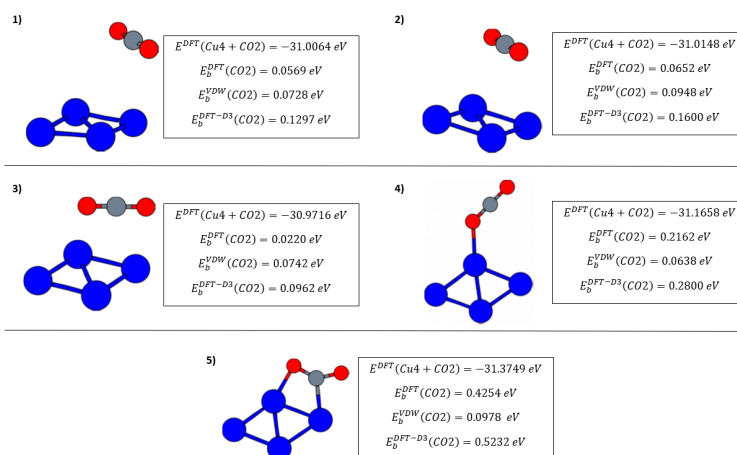 1)
E^DFT(Cu4 + CO2) = −31.0064 eV
E_b^DFT(CO2) = 0.0569 eV
E_b^VDW(CO2) = 0.0728 eV
E_b^DFT−D3(CO2) = 0.1297 eV
2)
E^DFT(Cu4 + CO2) = −31.0148 eV
E_b^DFT(CO2) = 0.0652 eV
E_b^VDW(CO2) = 0.0948 eV
E_b^DFT−D3(CO2) = 0.1600 eV
3)
E^DFT(Cu4 + CO2) = −30.9716 eV
E_b^DFT(CO2) = 0.0220 eV
E_b^VDW(CO2) = 0.0742 eV
E_b^DFT−D3(CO2) = 0.0962 eV
4)
E^DFT(Cu4 + CO2) = −31.1658 eV
E_b^DFT(CO2) = 0.2162 eV
E_b^VDW(CO2) = 0.0638 eV
E_b^DFT−D3(CO2) = 0.2800 eV
5)
E^DFT(Cu4 + CO2) = −31.3749 eV
E_b^DFT(CO2) = 0.4254 eV
E_b^VDW(CO2) = 0.0978 eV
E_b^DFT−D3(CO2) = 0.5232 eV